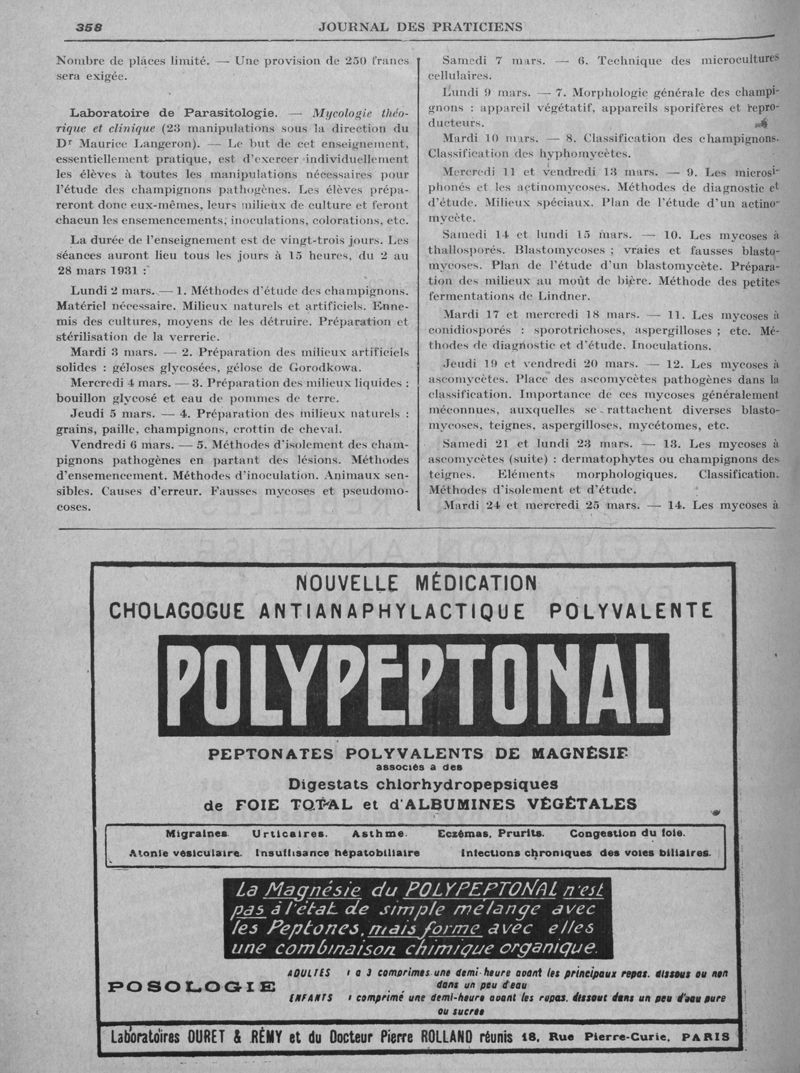 358
JOURNAL DES PRATICIENS
Nombre de places limité. — Une provision de 250 francs
sera exigée.
Laboratoire de Parasitologie. — Mycologie théo-
rique et clinique (23 manipulations sous la direction du
Dr Maurice Langeron). — Le but de cet enseignement,
essentiellement pratique, est d'exercer individuellement
les élèves à toutes les manipulations nécessaires pour
l'étude des champignons pathogènes. Les élèves prépa-
reront donc eux-mêmes, leurs milieux de culture et feront
chacun les ensemencements, inoculations, colorations, etc.
La durée de l'enseignement est de vingt-trois jours. Les
séances auront lieu tous les jours à 15 heures, du 2 au
28 mars 1931 :
Lundi 2 mars. — 1. Méthodes d'étude des champignons.
Matériel nécessaire. Milieux naturels et artificiels. Enne-
mis des cultures, moyens de les détruire. Préparation et
stérilisation de la verrerie.
Mardi 3 mars. — 2. Préparation des milieux artificiels
solides : géloses glycosées, gélose de Gorodkowa.
Mercredi 4 mars. — 3. Préparation des milieux liquides :
bouillon glycosé et eau de pommes de terre.
Jeudi 5 mars. — 4. Préparation des milieux naturels :
grains, paille, champignons, crottin de cheval.
Vendredi 6 mars. — 5. Méthodes d'isolement des cham-
pignons pathogènes en partant des lésions. Méthodes
d'ensemencement. Méthodes d'inoculation. Animaux sen-
sibles. Causes d'erreur. Fausses mycoses et pseudomo-
coses.
Samedi 7 mars. — 6. Technique des microcultures
cellulaires.
Lundi 9 mars. — 7. Morphologie générale des champi-
gnons : appareil végétatif, appareils sporifères et repro-
ducteurs.
Mardi 10 mars. — 8. Classification des champignons.
Classification des hyphomycètes.
Mercredi 11 et vendredi 13 mars. — 9. Les microsi-
phonés et les actinomycoses. Méthodes de diagnostic et
d'étude. Milieux spéciaux. Plan de l'étude d'un actino-
mycète.
Samedi 14 et lundi 15 mars. — 10. Les mycoses à
thallosporés. Blastomycoses ; vraies et fausses blasto-
mycoses. Plan de l'étude d'un blastomycète. Prépara-
tion des milieux au moût de bière. Méthode des petites
fermentations de Lindner.
Mardi 17 et mercredi 18 mars. — 11. Les mycoses à
conidiosporés : sporotrichoses, aspergilloses ; etc. Mé-
thodes de diagnostic et d'étude. Inoculations.
Jeudi 19 et vendredi 20 mars. — 12. Les mycoses à
ascomycètes. Place des ascomycètes pathogènes dans la
classification. Importance de ces mycoses généralement
méconnues, auxquelles se rattachent diverses blasto-
mycoses, teignes, aspergilloses, mycétomes, etc.
Samedi 21 et lundi 23 mars. — 13. Les mycoses à
ascomycètes (suite) : dermatophytes ou champignons des
teignes. Eléments morphologiques. Classification.
Méthodes d'isolement et d'étude.
Mardi 24 et mercredi 25 mars. — 14. Les mycoses à
NOUVELLE MÉDICATION
CHOLAGOGUE ANTIANAPHYLACTIQUE POLYVALENTE
POLYPEPTONAL
PEPTONATES POLYVALENTS DE MAGNÉSIE
associés a des
Digestats chlorhydropepsiques
de FOIE TOTAL et d'ALBUMINES VÉGÉTALES
Migraines. Urticaires. Asthme. Eczémas. Prurits. Congestion du foie.
Atonie vésiculaire. Insuffisance hépatobiliaire Infections chroniques des voies biliaires.
La Magnésie du POLYPEPTONAL n'est
pas à l'état de simple mélange avec
les Peptones, mais forme avec elles
une combinaison chimique organique.
POSOLOGIE
ADULTES 1 a 3 comprimes une demi-heure avant les principaux repas. dissous ou non
dans un peu d'eau
ENFANTS 1 comprimé une demi-heure avant les repas. dissout dans un peu d'eau pure
ou sucrée
Laboratoires DURET & RÉMY et du Docteur Pierre ROLLAND réunis 18, Rue Pierre-Curie, PARIS